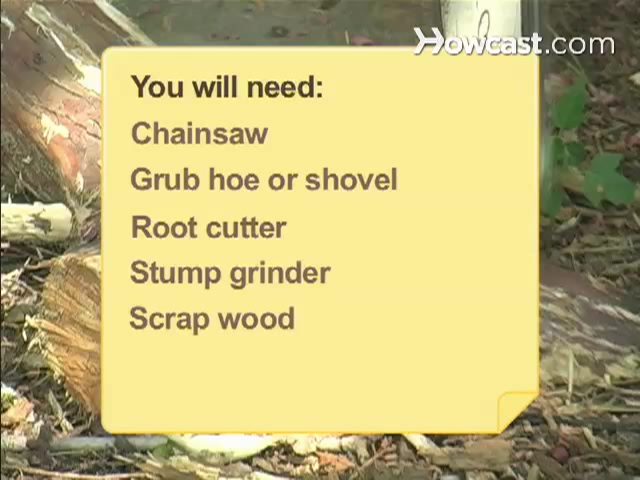 Howcast.com
You will need:
Chainsaw
Grub hoe or shovel
Root cutter
Stump grinder
Scrap wood